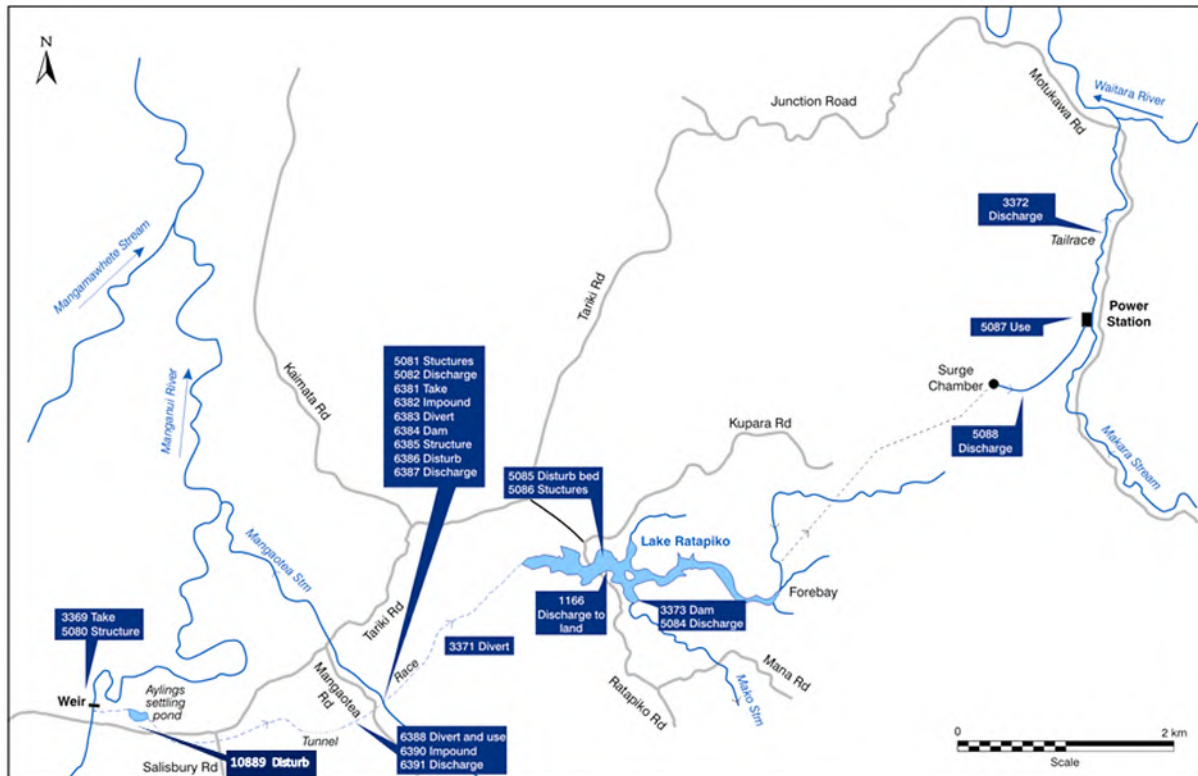 N
Junction Road
Motukawa Rd
Waitara River
3372
Discharge
Tailrace
Mangamawhete Stream
Tariki Rd
Power
Station
5087 Use
Kaimata Rd
5081 Stuctures
5082 Discharge
6381 Take
6382 Impound
6383 Divert
6384 Dam
6385 Structure
6386 Disturb
6387 Discharge
Surge
Chamber
Manganui River
Kupara Rd
5088
Discharge
Makara Stream
5085 Disturb bed
5086 Stuctures
Lake Ratapiko
Mangaotea Stm
Forebay
1166
Discharge to
land
3373 Dam
5084 Discharge
3369 Take
5080 Structure
Tariki Rd
3371 Divert
Race
Mana Rd
Ratapiko Rd
Mako Stm
Weir
Aylings
settling
pond
Mangaotea
Rd
Tunnel
6388 Divert and use
6390 Impound
6391 Discharge
Salisbury Rd
10889 Disturb
0
2 km
Scale